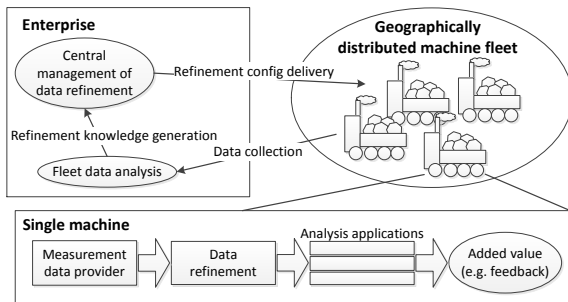 Enterprise
Central
management of
data refinement
Refinement config delivery
Refinement knowledge generation
Data collection
Fleet data analysis
Geographically
distributed machine fleet
Single machine
Measurement
data provider
Data
refinement
Analysis applications
Added value
(e.g. feedback)